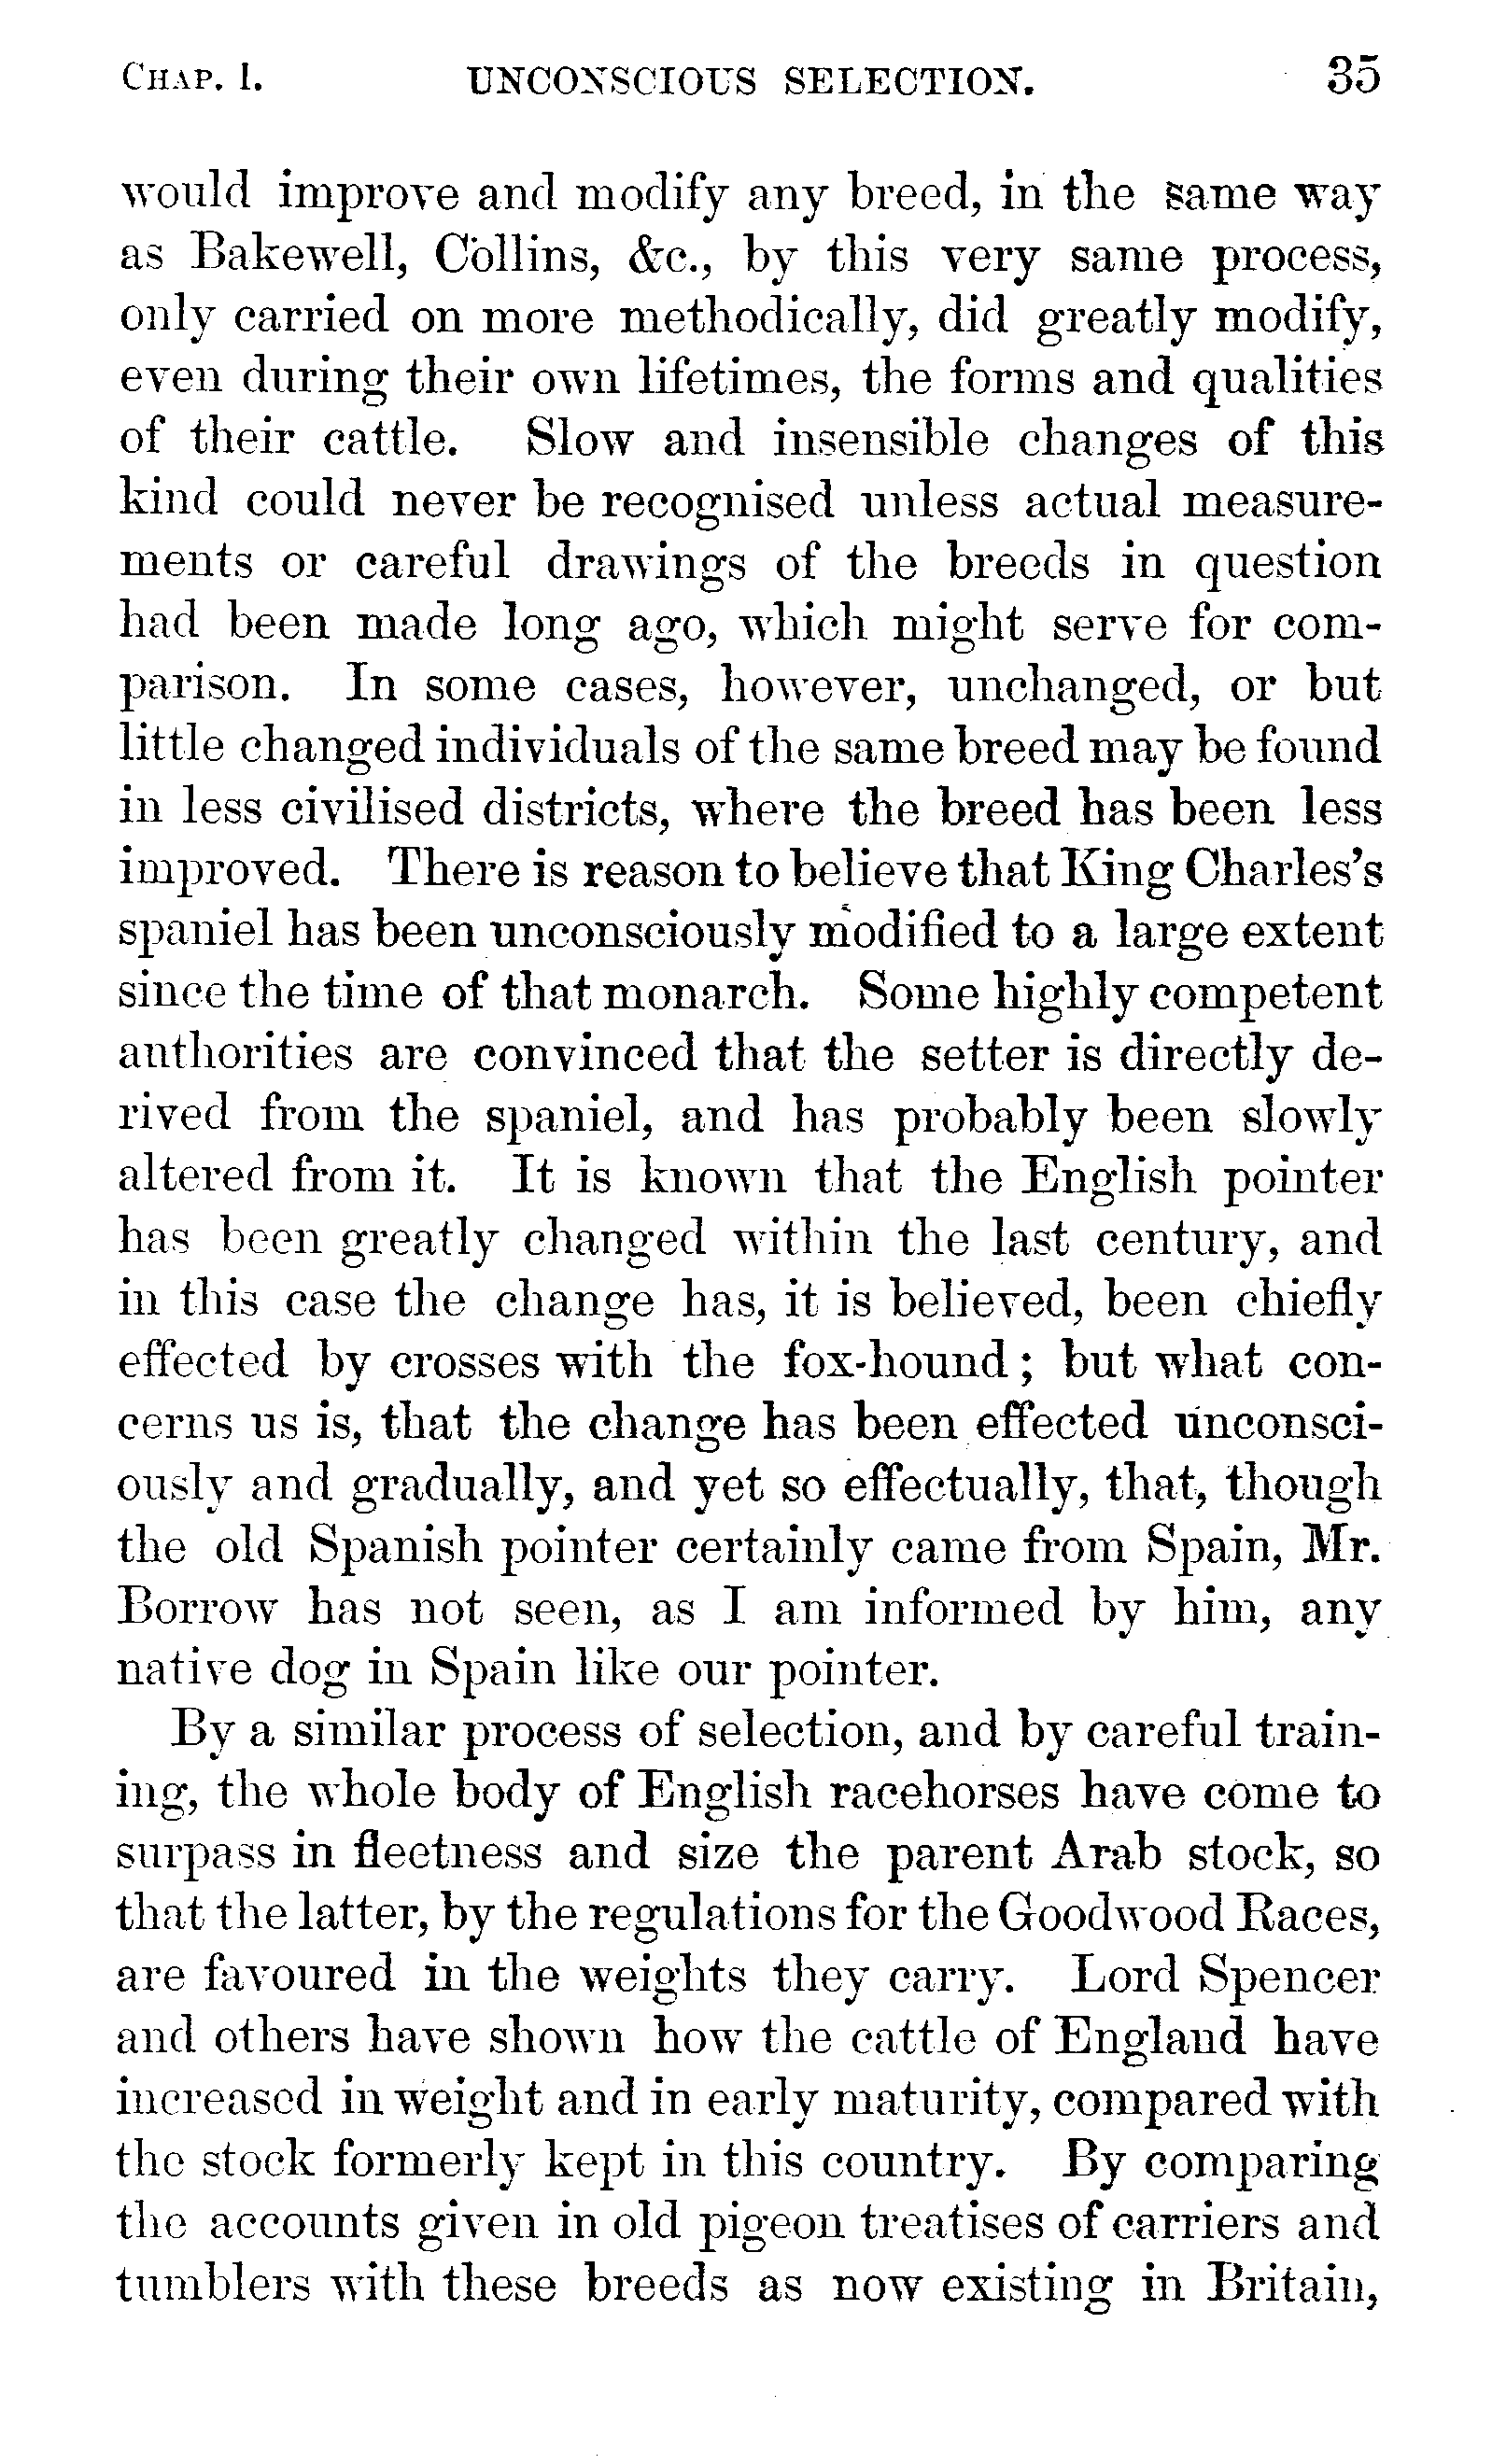 CHAP. I. UNCONSCIOUS SELECTION. 35
would improve and modify any breed, in the same way
as Bakewell, Collins, &c., by this very same process,
only carried on more methodically, did greatly modify,
even during their own lifetimes, the forms and qualities
of their cattle. Slow and insensible changes of this
kind could never be recognised unless actual measure-
ments or careful drawings of the breeds in question
had been made long ago, which might serve for com-
parison. In some cases, however, unchanged, or but
little changed individuals of the same breed may be found
in less civilised districts, where the breed has been less
improved. There is reason to believe that King Charles's
spaniel has been unconsciously modified to a large extent
since the time of that monarch. Some highly competent
authorities are convinced that the setter is directly de-
rived from the spaniel, and has probably been slowly
altered from it. It is known that the English pointer
has been greatly changed within the last century, and
in this case the change has, it is believed, been chiefly
effected by crosses with the fox-hound; but what con-
cerns us is, that the change has been effected unconsci-
ously and gradually, and yet so effectually, that, though
the old Spanish pointer certainly came from Spain, Mr.
Borrow has not seen, as I am informed by him, any
native dog in Spain like our pointer.
By a similar process of selection, and by careful train-
ing, the whole body of English racehorses have come to
surpass in fleetness and size the parent Arab stock, so
that the latter, by the regulations for the Goodwood Races,
are favoured in the weights they carry. Lord Spencer
and others have shown how the cattle of England have
increased in weight and in early maturity, compared with
the stock formerly kept in this country. By comparing
the accounts given in old pigeon treatises of carriers and
tumblers with these breeds as now existing in Britain,